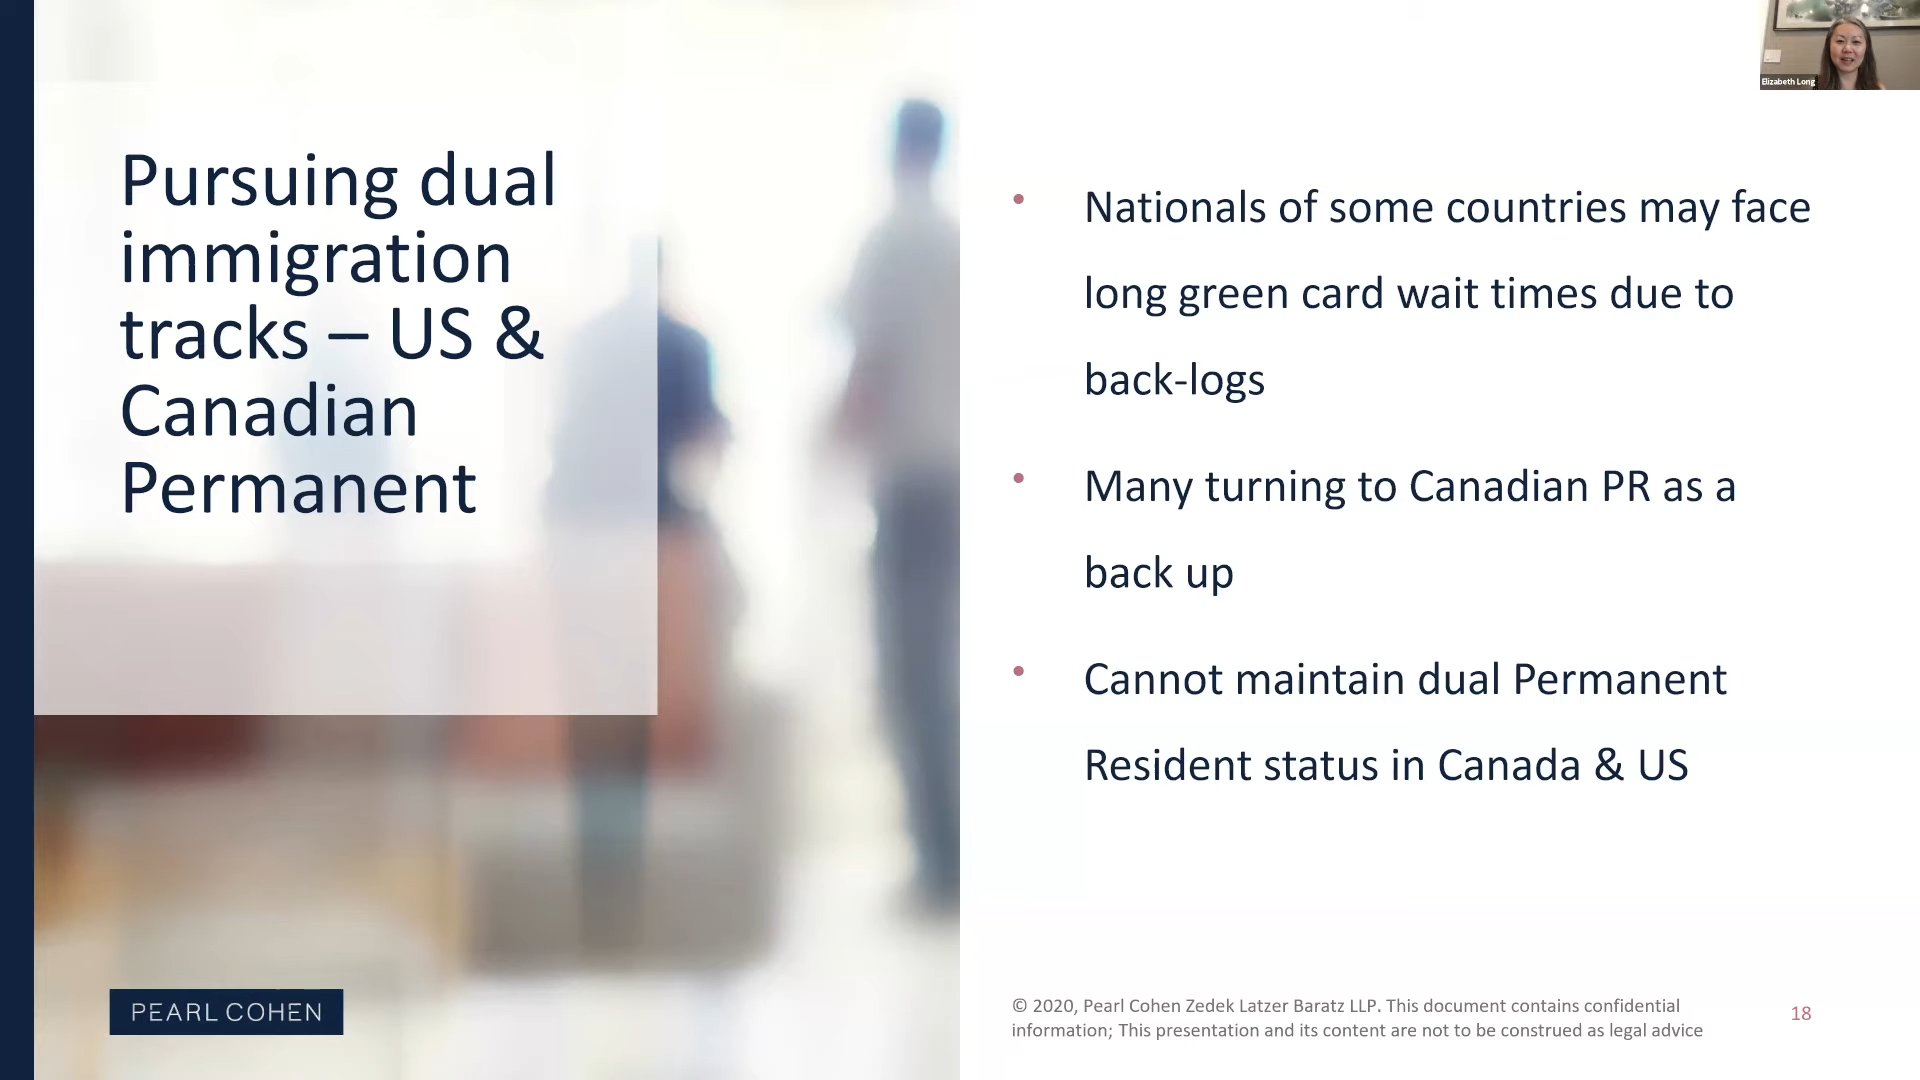 Elizabeth Long
Pursuing dual
immigration
tracks – US &
Canadian
Permanent
• Nationals of some countries may face
long green card wait times due to
back-logs
• Many turning to Canadian PR as a
back up
• Cannot maintain dual Permanent
Resident status in Canada & US
PEARL COHEN
© 2020, Pearl Cohen Zedek Latzer Baratz LLP. This document contains confidential
information; This presentation and its content are not to be construed as legal advice
18